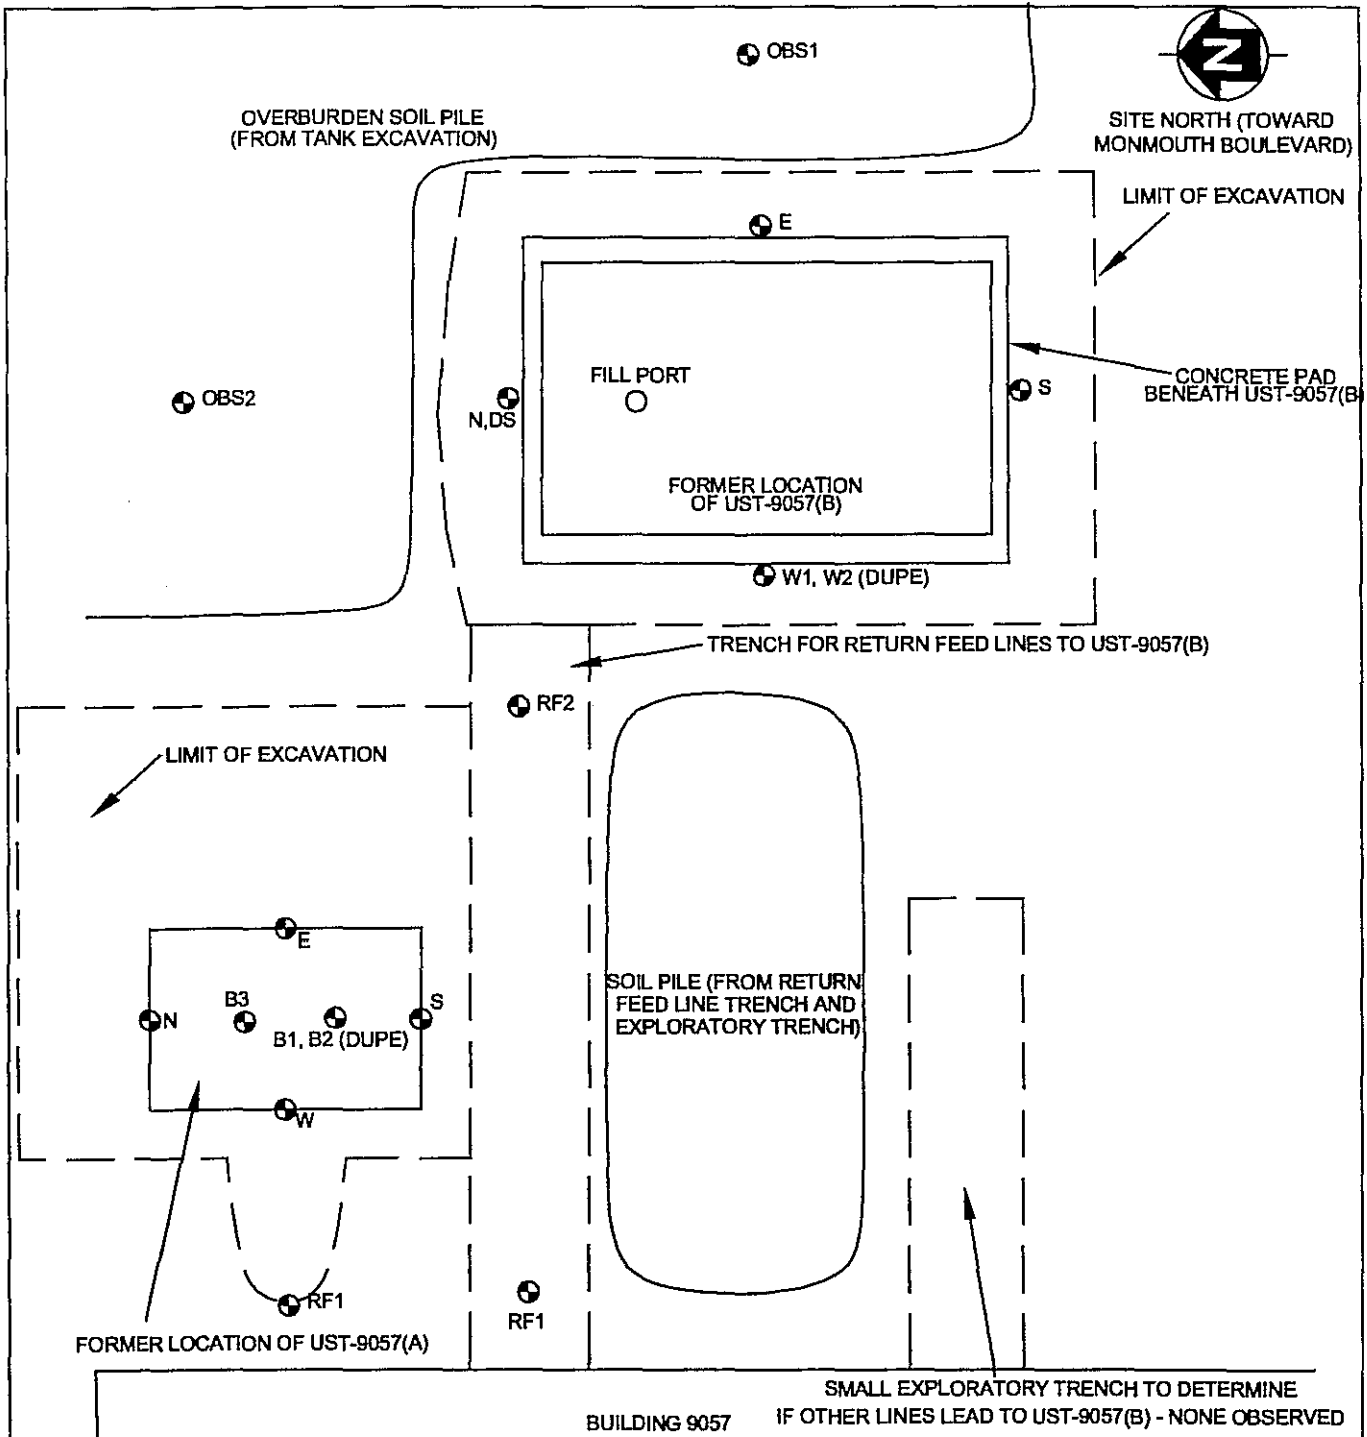 OBS1
N
OVERBURDEN SOIL PILE
(FROM TANK EXCAVATION)
SITE NORTH (TOWARD
MONMOUTH BOULEVARD)
LIMIT OF EXCAVATION
E
FILL PORT
CONCRETE PAD
BENEATH UST-9057(B)
S
OBS2
N,DS
FORMER LOCATION
OF UST-9057(B)
W1, W2 (DUPE)
TRENCH FOR RETURN FEED LINES TO UST-9057(B)
RF2
LIMIT OF EXCAVATION
E
SOIL PILE (FROM RETURN
FEED LINE TRENCH AND
EXPLORATORY TRENCH)
B3
S
N
B1, B2 (DUPE)
W
RF1
RF1
FORMER LOCATION OF UST-9057(A)
SMALL EXPLORATORY TRENCH TO DETERMINE
IF OTHER LINES LEAD TO UST-9057(B) - NONE OBSERVED
BUILDING 9057